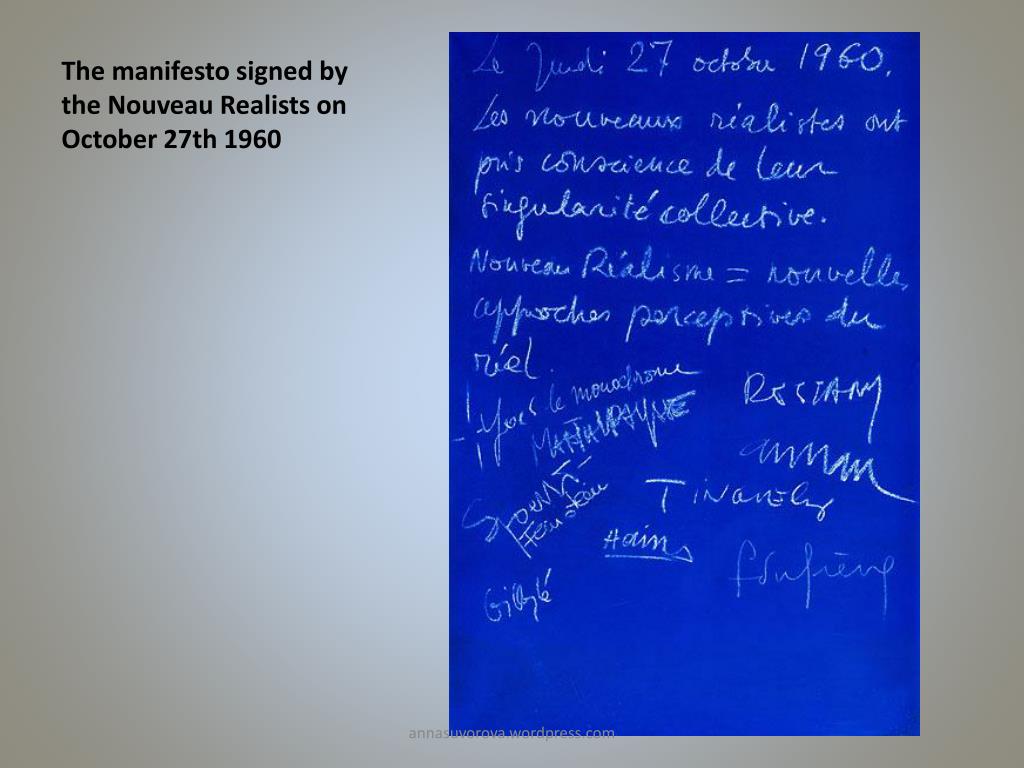 The manifesto signed by
the Nouveau Realists on
October 27th 1960
Le Jeudi 27 octobre 1960.
Les nouveaux réalistes ont
pris conscience de leur
singularité collective.
Nouveau Réalisme = nouvelles
approches perceptives du
réel.
Yves le monochrome
RESTANY
Spoerri
TINGUELY
Hains
annasuvorova.wordpress.com